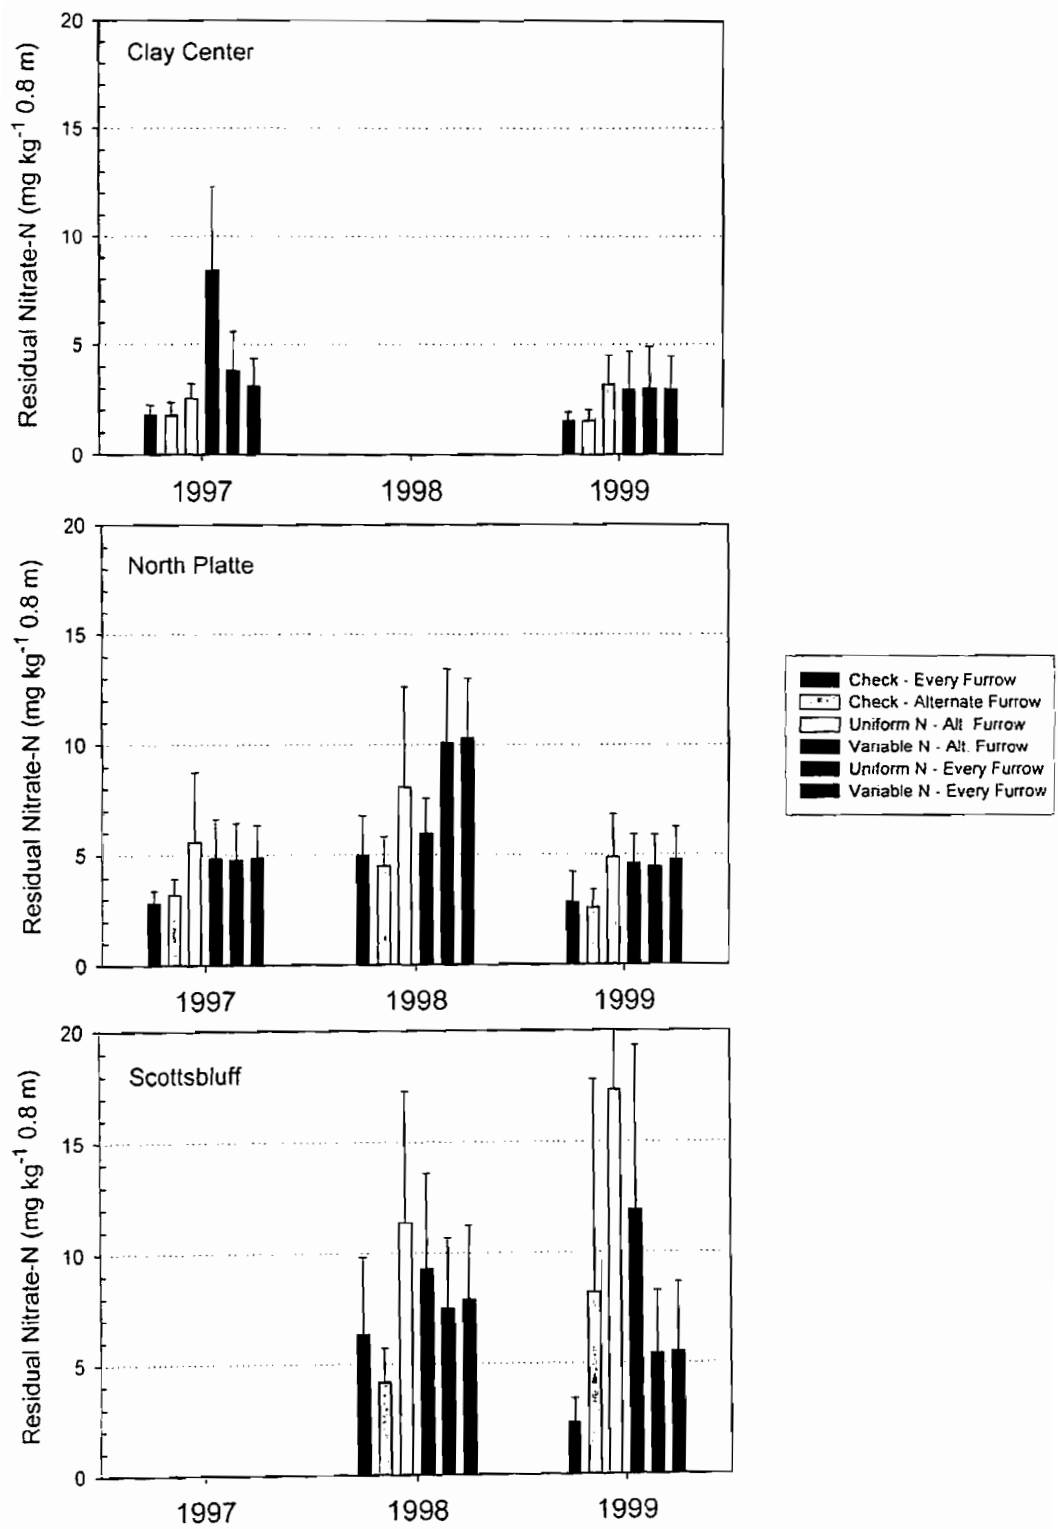 Clay Center
Residual Nitrate-N (mg kg⁻¹ 0.8 m)
20
15
10
5
0
1997 1998 1999
North Platte
Residual Nitrate-N (mg kg⁻¹ 0.8 m)
20
15
10
5
0
1997 1998 1999
Check - Every Furrow
Check - Alternate Furrow
Uniform N - Alt. Furrow
Variable N - Alt. Furrow
Uniform N - Every Furrow
Variable N - Every Furrow
Scottsbluff
Residual Nitrate-N (mg kg⁻¹ 0.8 m)
20
15
10
5
0
1997 1998 1999